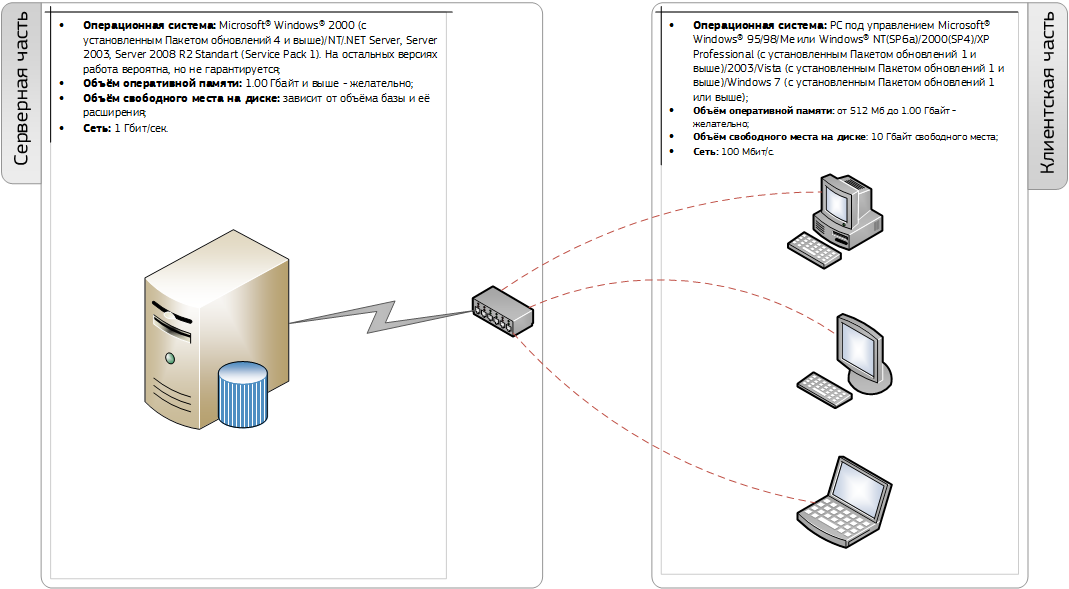 Серверная часть
• Операционная система: Microsoft® Windows® 2000 (с
установленным Пакетом обновлений 4 и выше)/NT/.NET Server, Server
2003, Server 2008 R2 Standart (Service Pack 1). На остальных версиях
работа вероятна, но не гарантируется;
• Объём оперативной памяти: 1.00 Гбайт и выше - желательно;
• Объём свободного места на диске: зависит от объёма базы и её
расширения;
• Сеть: 1 Гбит/сек.
• Операционная система: PC под управлением Microsoft®
Windows® 95/98/Me или Windows® NT(SP6a)/2000(SP4)/XP
Professional (с установленным Пакетом обновлений 1 и
выше)/2003/Vista (с установленным Пакетом обновлений 1 и
выше)/Windows 7 (с установленным Пакетом обновлений 1
или выше);
• Объём оперативной памяти: от 512 Мб до 1.00 Гбайт -
желательно;
• Объём свободного места на диске: 10 Гбайт свободного места;
• Сеть: 100 Мбит/с.
Клиентская часть